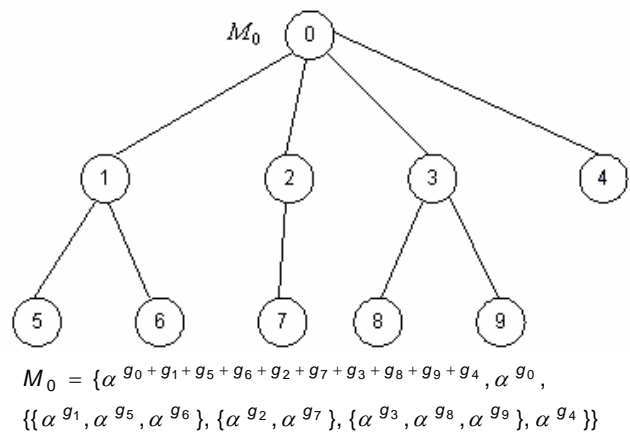 M₀ 0
1 2 3 4
5 6 7 8 9
M₀ = {α^(g₀ + g₁ + g₅ + g₆ + g₂ + g₇ + g₃ + g₈ + g₉ + g₄), α^(g₀),
{{α^(g₁), α^(g₅), α^(g₆)}, {α^(g₂), α^(g₇)}, {α^(g₃), α^(g₈), α^(g₉)}, α^(g₄)}}